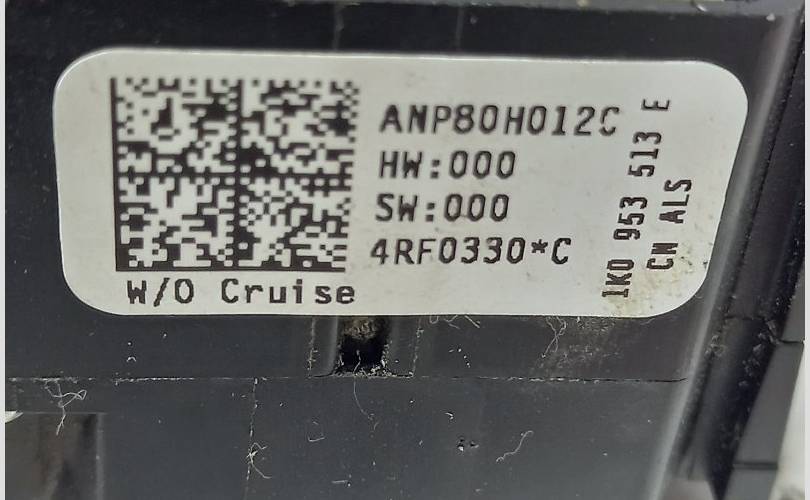 ANP80H012C
HW:000
SW:000
4RF0330*C
W/O Cruise
1K0 953 513 E
CN ALS